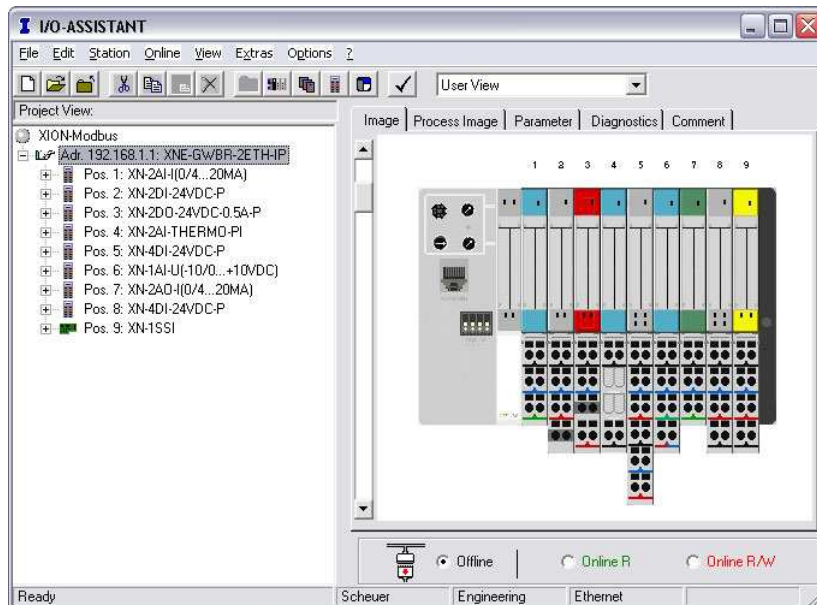 I/O-ASSISTANT
File Edit Station Online View Extras Options ?
User View
Project View:
XION-Modbus
Adr. 192.168.1.1: XNE-GWBR-2ETH-IP
Pos. 1: XN-2AI-I(0/4...20MA)
Pos. 2: XN-2DI-24VDC-P
Pos. 3: XN-2DO-24VDC-0.5A-P
Pos. 4: XN-2AI-THERMO-PI
Pos. 5: XN-4DI-24VDC-P
Pos. 6: XN-1AI-U(-10/0...+10VDC)
Pos. 7: XN-2AO-I(0/4...20MA)
Pos. 8: XN-4DI-24VDC-P
Pos. 9: XN-1SSI
Image Process Image Parameter Diagnostics Comment
1 2 3 4 5 6 7 8 9
Offline Online R Online R/W
Ready Scheuer Engineering Ethernet